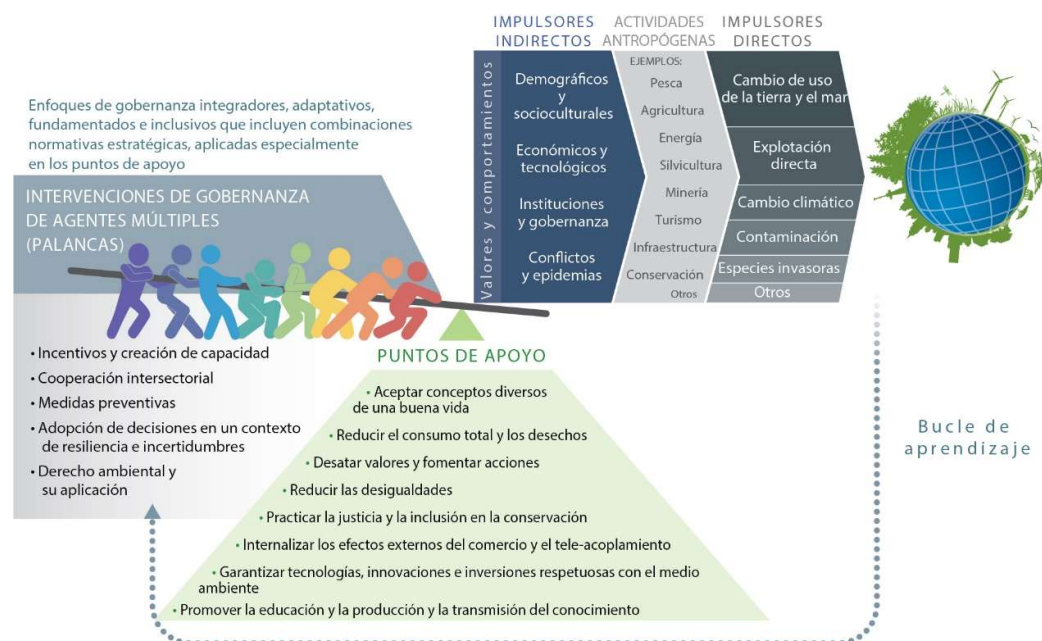 IMPULSORES
INDIRECTOS
ACTIVIDADES
ANTROPÓGENAS
IMPULSORES
DIRECTOS
Valores y comportamientos
Demográficos
y
socioculturales
Económicos y
tecnológicos
Instituciones
y gobernanza
Conflictos
y epidemias
EJEMPLOS:
Pesca
Agricultura
Energía
Silvicultura
Minería
Turismo
Infraestructura
Conservación
Otros
Cambio de uso
de la tierra y el mar
Explotación
directa
Cambio climático
Contaminación
Especies invasoras
Otros
Enfoques de gobernanza integradores, adaptativos,
fundamentados e inclusivos que incluyen combinaciones
normativas estratégicas, aplicadas especialmente
en los puntos de apoyo
INTERVENCIONES DE GOBERNANZA
DE AGENTES MÚLTIPLES
(PALANCAS)
• Incentivos y creación de capacidad
• Cooperación intersectorial
• Medidas preventivas
• Adopción de decisiones en un contexto
de resiliencia e incertidumbres
• Derecho ambiental y
su aplicación
PUNTOS DE APOYO
• Aceptar conceptos diversos
de una buena vida
• Reducir el consumo total y los desechos
• Desatar valores y fomentar acciones
• Reducir las desigualdades
• Practicar la justicia y la inclusión en la conservación
• Internalizar los efectos externos del comercio y el tele-acoplamiento
• Garantizar tecnologías, innovaciones e inversiones respetuosas con el medio
ambiente
• Promover la educación y la producción y la transmisión del conocimiento
Bucle de
aprendizaje